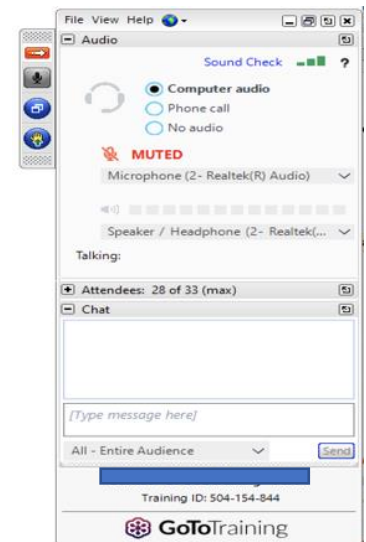 File View Help
Audio
Sound Check ?
Computer audio
Phone call
No audio
MUTED
Microphone (2- Realtek(R) Audio)
Speaker / Headphone (2- Realtek(...
Talking:
Attendees: 28 of 33 (max)
Chat
[Type message here]
All - Entire Audience Send
Training ID: 504-154-844
GoToTraining